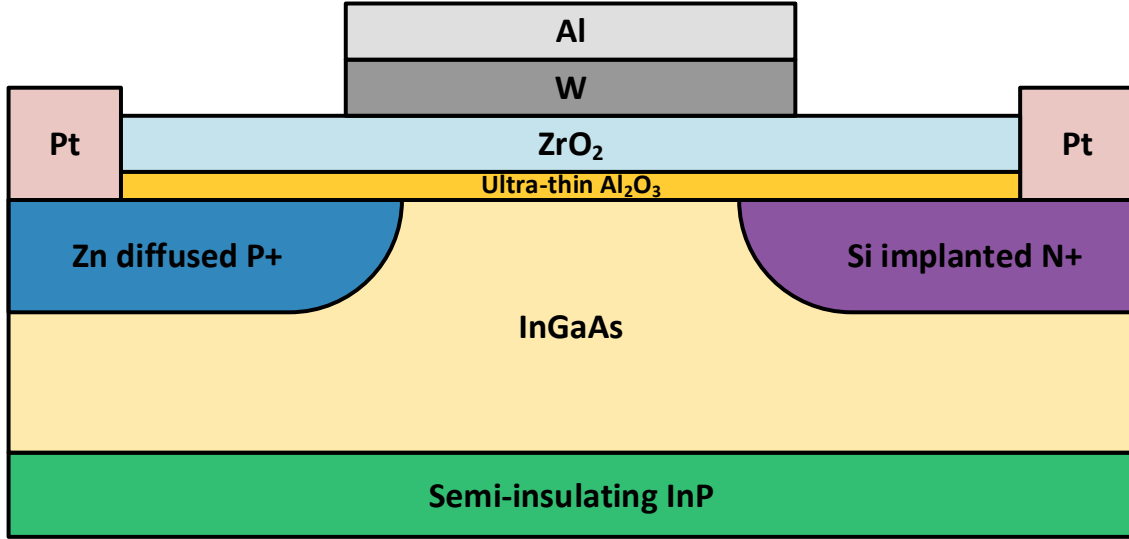 Al
W
Pt
ZrO₂
Pt
Ultra-thin Al₂O₃
Zn diffused P+
Si implanted N+
InGaAs
Semi-insulating InP